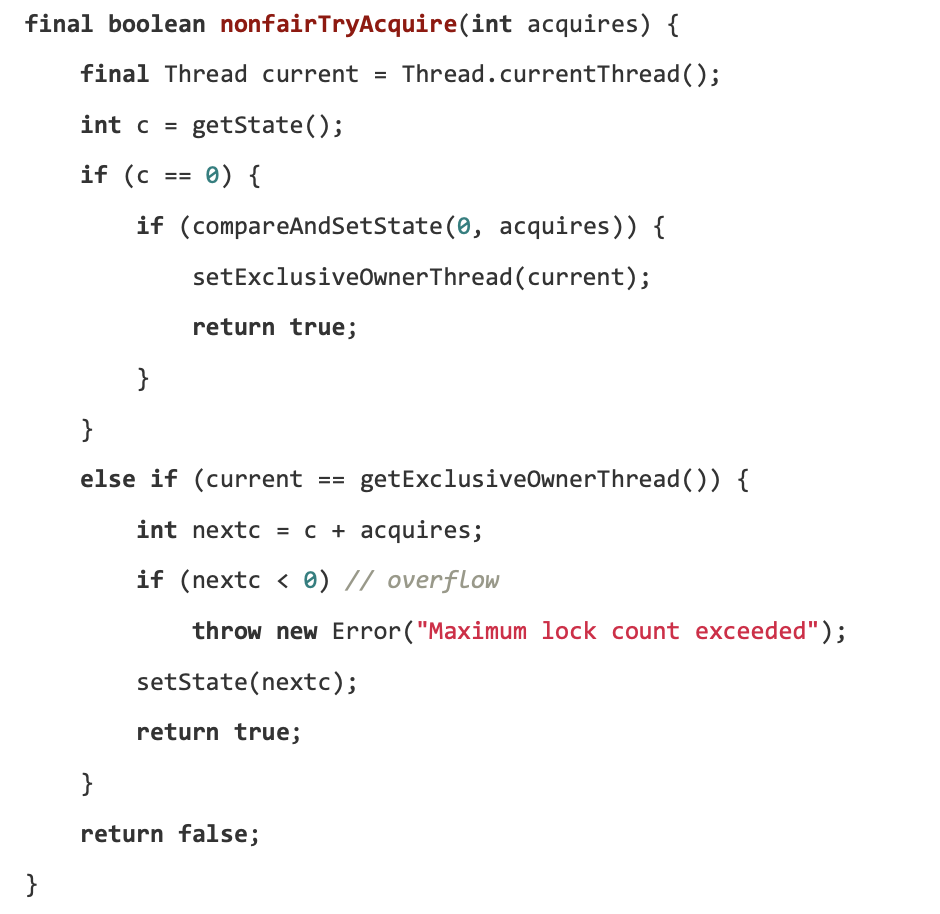 final boolean nonfairTryAcquire(int acquires) {
    final Thread current = Thread.currentThread();
    int c = getState();
    if (c == 0) {
        if (compareAndSetState(0, acquires)) {
            setExclusiveOwnerThread(current);
            return true;
        }
    }
    else if (current == getExclusiveOwnerThread()) {
        int nextc = c + acquires;
        if (nextc < 0) // overflow
            throw new Error("Maximum lock count exceeded");
        setState(nextc);
        return true;
    }
    return false;
}